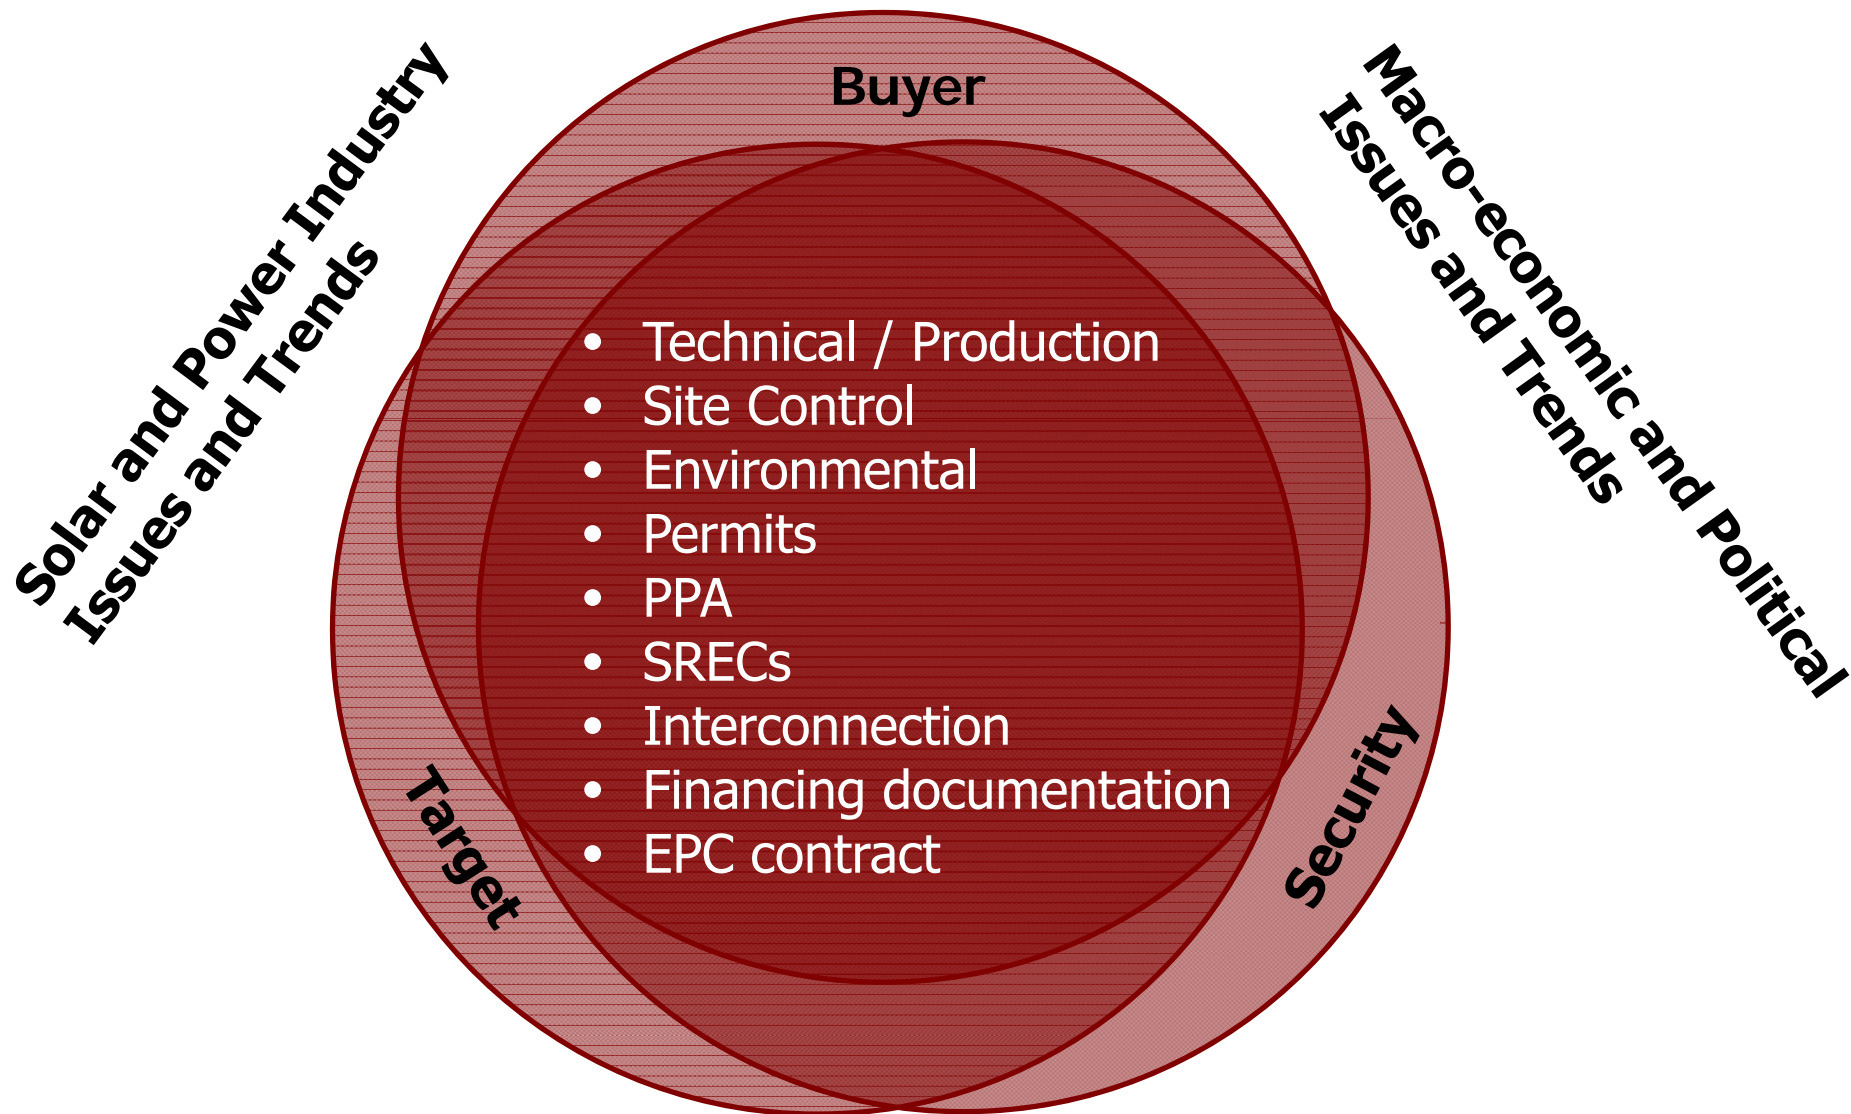 Solar and Power Industry
Issues and Trends
Buyer
Macro-economic and Political
Issues and Trends
• Technical / Production
• Site Control
• Environmental
• Permits
• PPA
• SRECs
• Interconnection
• Financing documentation
• EPC contract
Target
Security